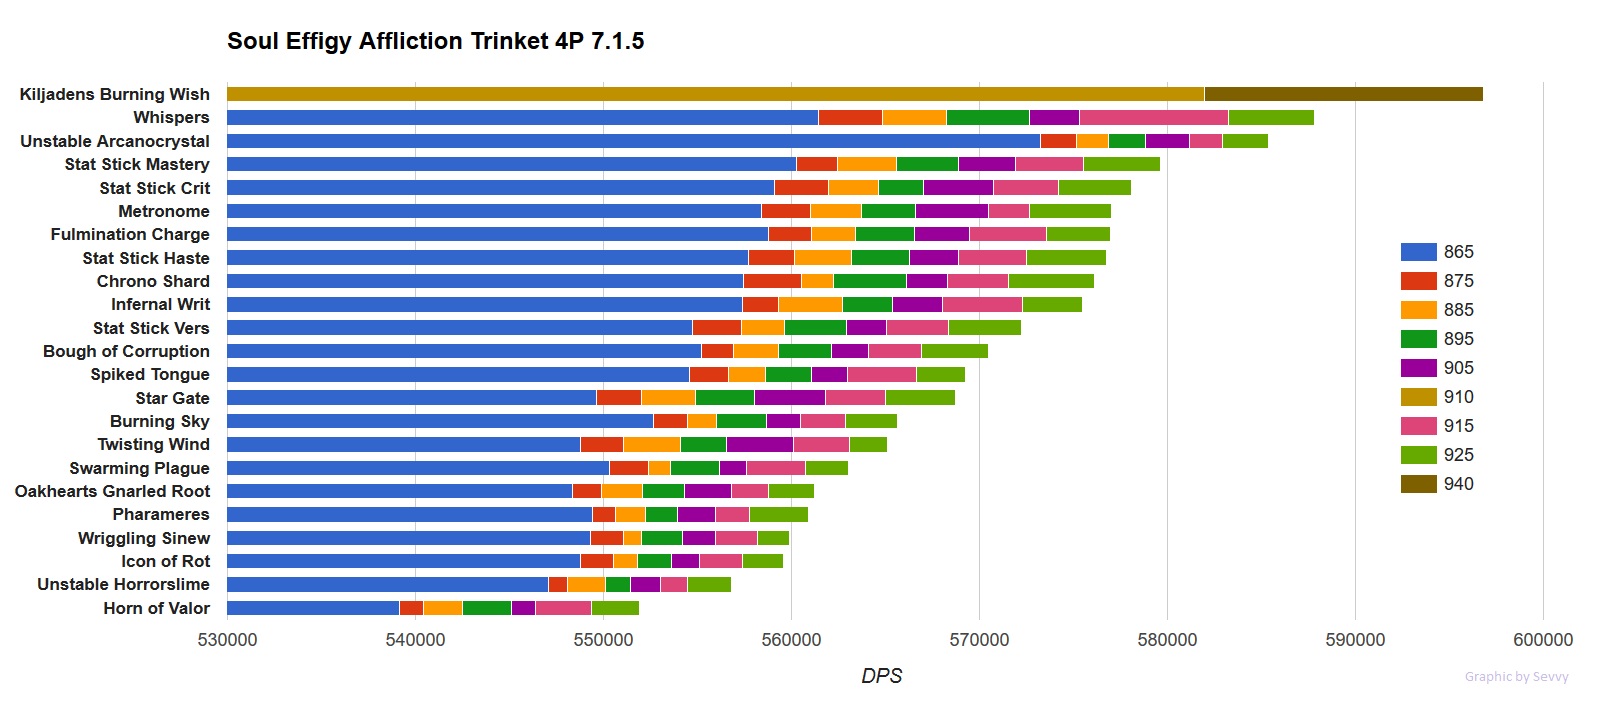 Soul Effigy Affliction Trinket 4P 7.1.5
Kiljadens Burning Wish
Whispers
Unstable Arcanocrystal
Stat Stick Mastery
Stat Stick Crit
Metronome
Fulmination Charge
Stat Stick Haste
Chrono Shard
Infernal Writ
Stat Stick Vers
Bough of Corruption
Spiked Tongue
Star Gate
Burning Sky
Twisting Wind
Swarming Plague
Oakhearts Gnarled Root
Pharameres
Wriggling Sinew
Icon of Rot
Unstable Horrorslime
Horn of Valor
865
875
885
895
905
910
915
925
940
530000 540000 550000 560000 570000 580000 590000 600000
DPS
Graphic by Sevvy